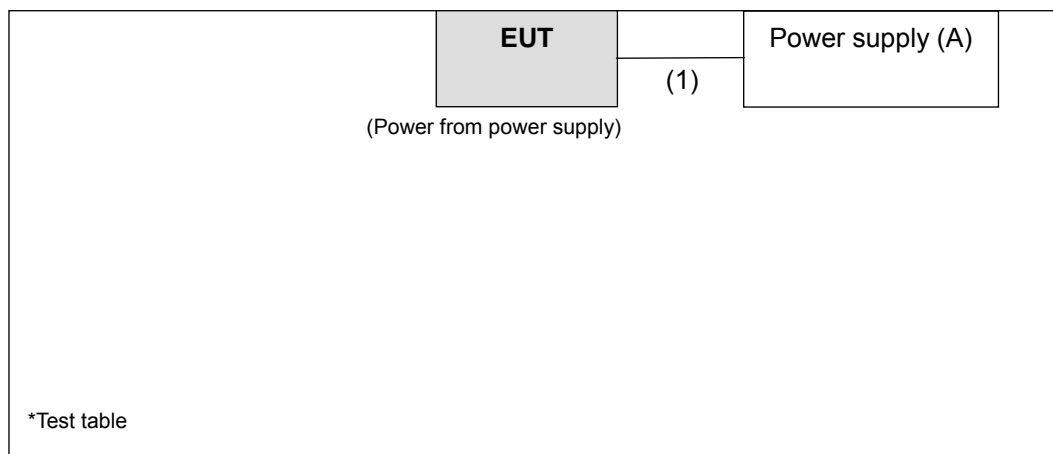 EUT
Power supply (A)
(1)
(Power from power supply)
*Test table